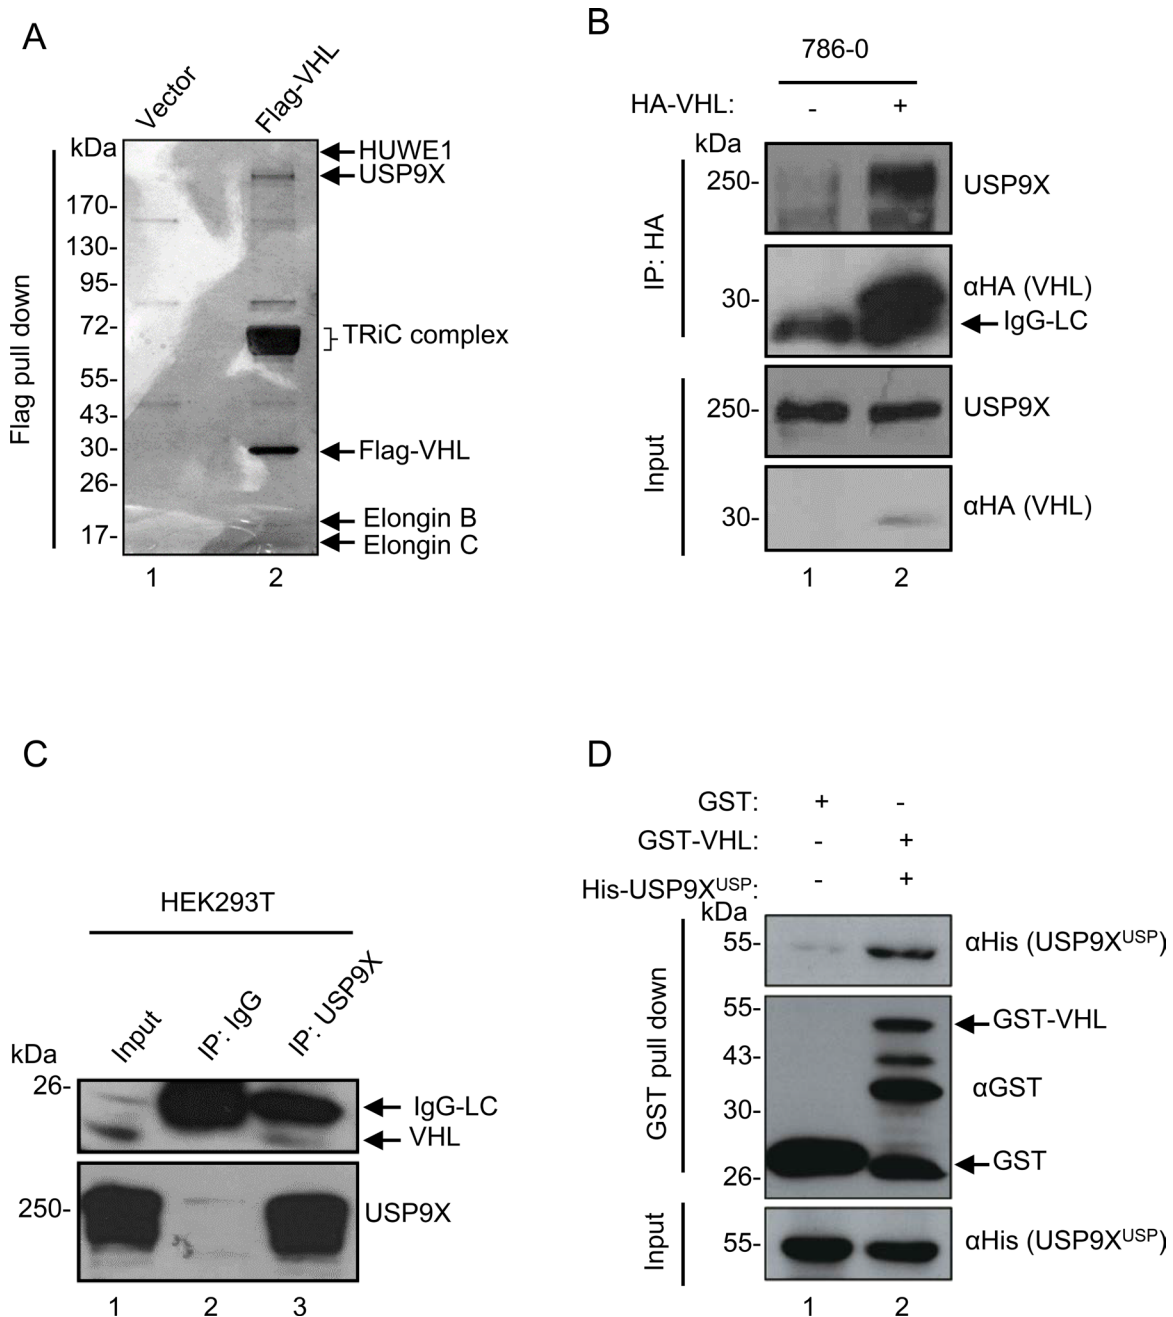 A
Vector
Flag-VHL
kDa
170-
130-
95-
72-
55-
43-
30-
26-
17-
Flag pull down
HUWE1
USP9X
TRiC complex
Flag-VHL
Elongin B
Elongin C
1 2
B
786-0
HA-VHL: - +
kDa
IP: HA
250- USP9X
30- αHA (VHL)
IgG-LC
Input
250- USP9X
30- αHA (VHL)
1 2
C
HEK293T
Input
IP: IgG
IP: USP9X
kDa
26-
IgG-LC
VHL
250- USP9X
1 2 3
D
GST: + -
GST-VHL: - +
His-USP9X^USP: - +
kDa
GST pull down
55- αHis (USP9X^USP)
55- GST-VHL
43-
αGST
30-
GST
26-
Input
55- αHis (USP9X^USP)
1 2